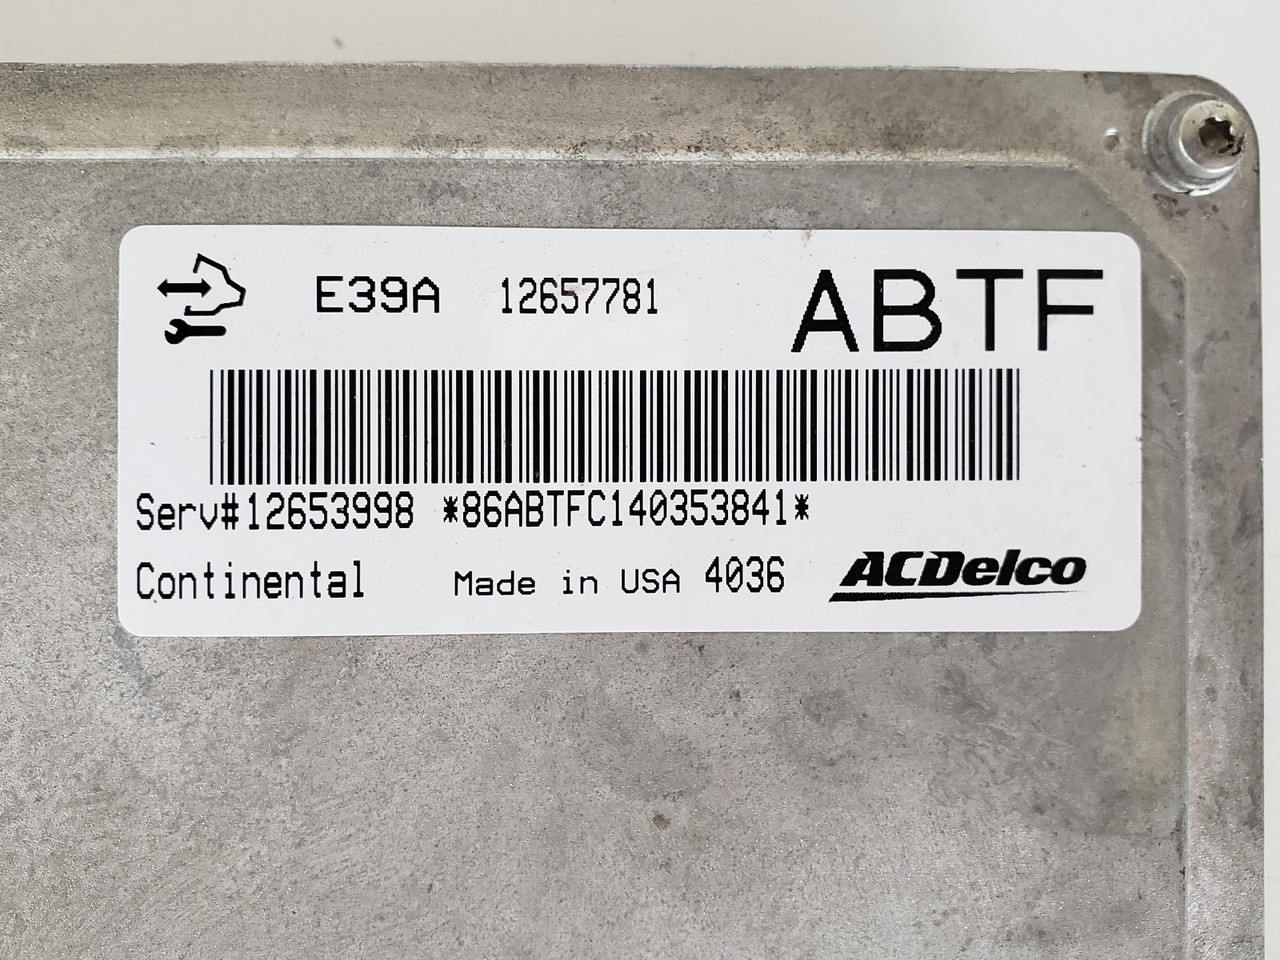 E39A 12657781 ABTF
Serv#12653998 *86ABTFC140353841*
Continental Made in USA 4036 ACDelco